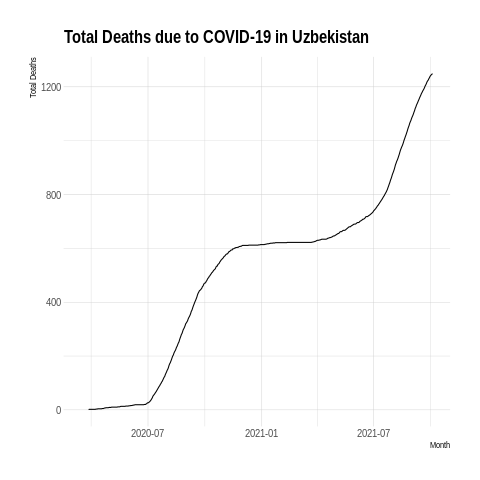 Total Deaths due to COVID-19 in Uzbekistan
Total Deaths
1200
800
400
0
2020-07
2021-01
2021-07
Month